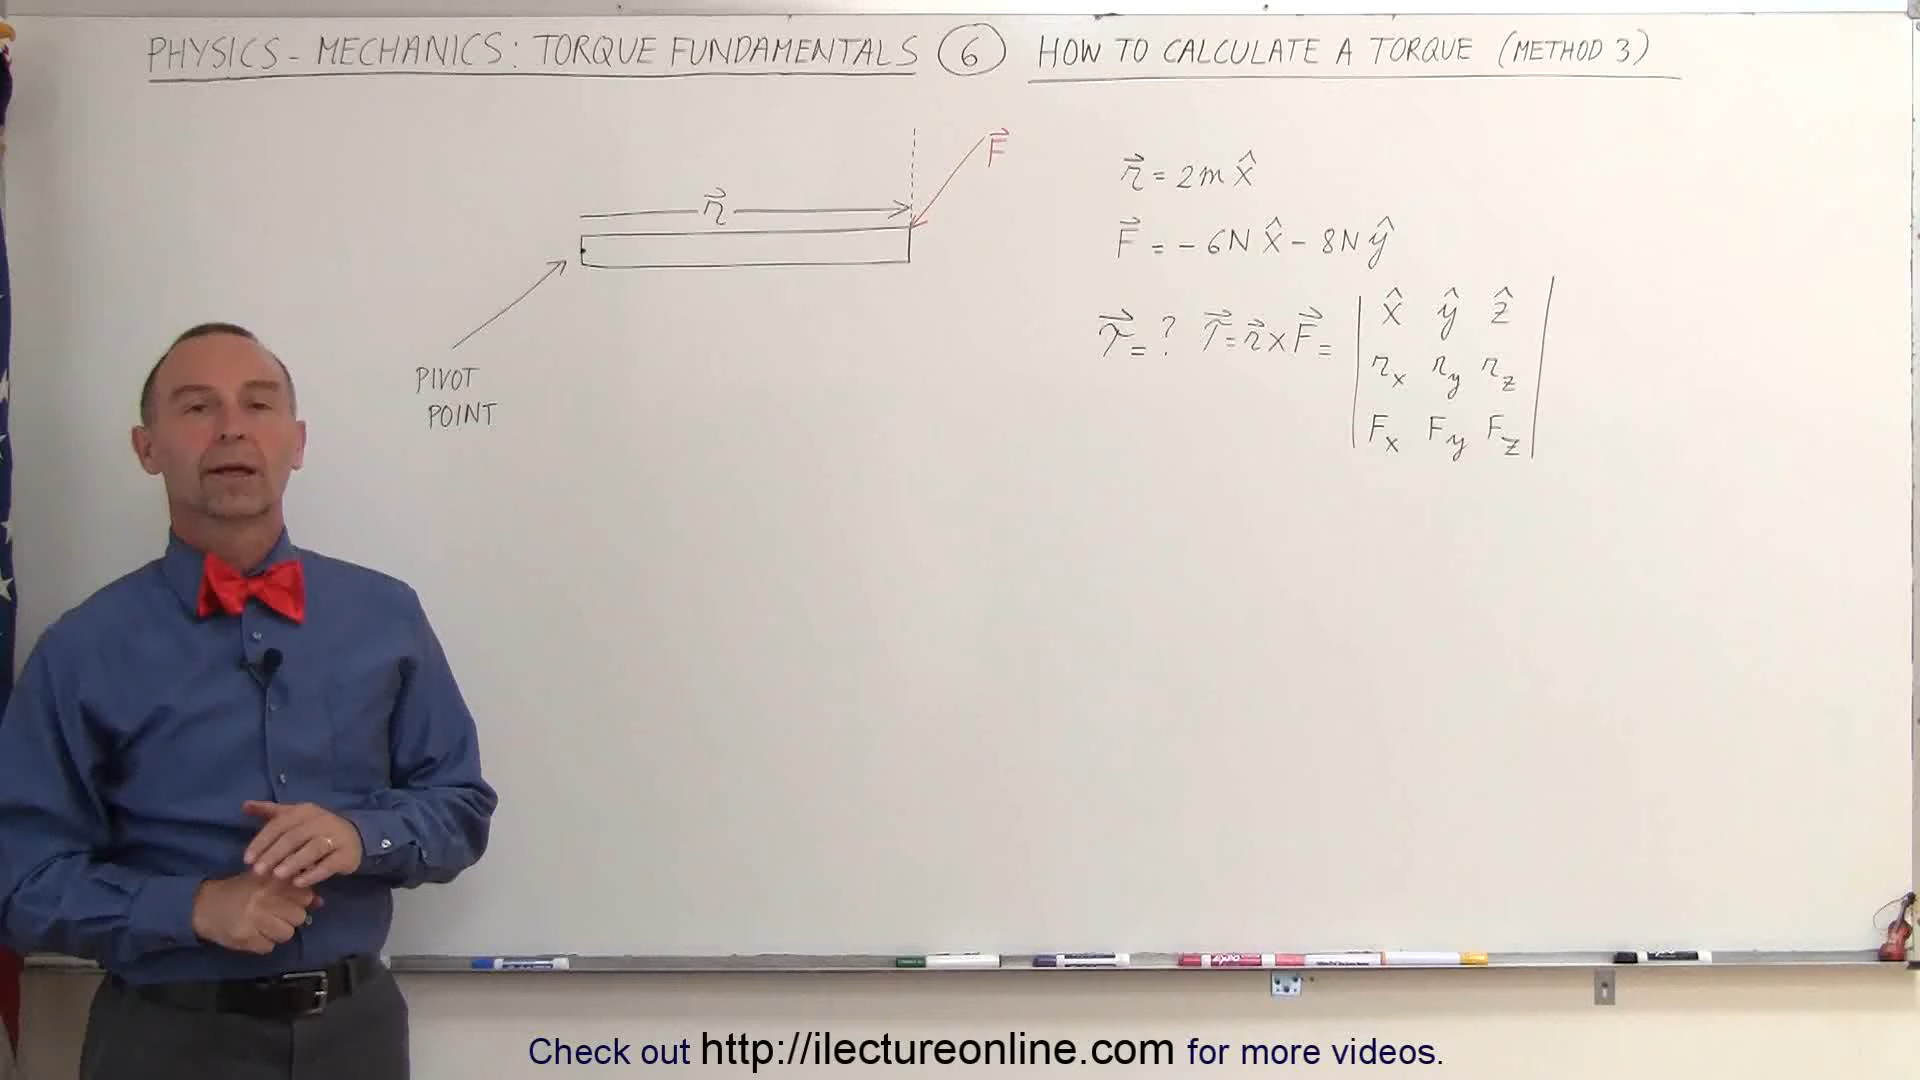 PHYSICS - MECHANICS: TORQUE FUNDAMENTALS 6 HOW TO CALCULATE A TORQUE (METHOD 3)
F⃗
r⃗
PIVOT
POINT
r⃗ = 2m x̂
F⃗ = - 6N x̂ - 8N ŷ
τ⃗ = ? τ⃗ = r⃗ x F⃗ =
x̂ ŷ ẑ
r_x r_y r_z
F_x F_y F_z
Check out http://ilectureonline.com for more videos.